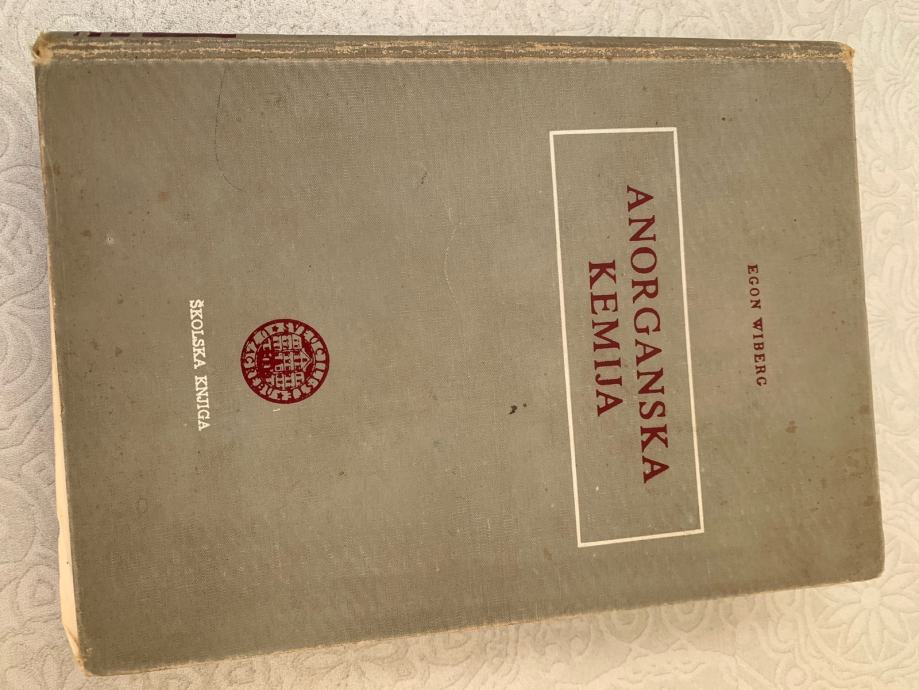 EGON WIBERG
ANORGANSKA
KEMIJA
ŠKOLSKA KNJIGA